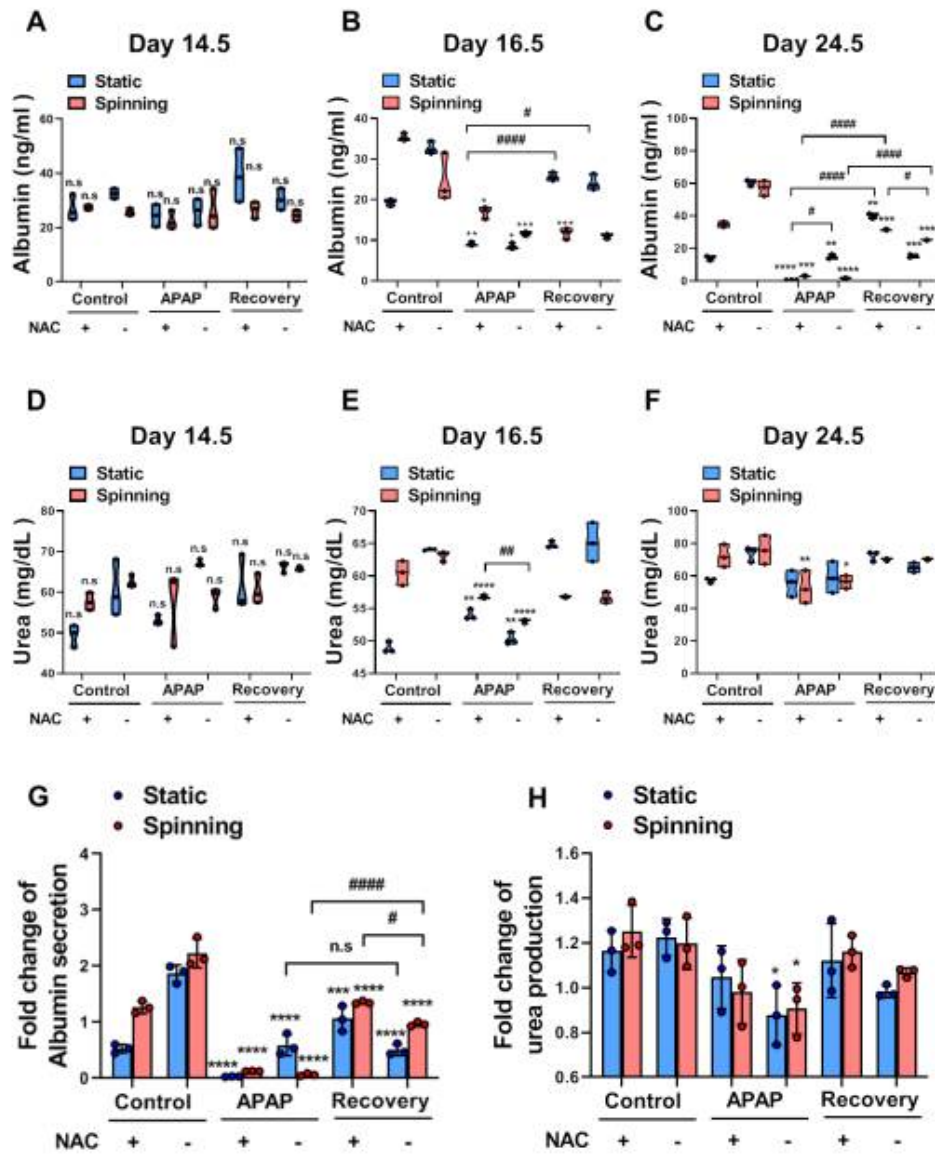 A
Day 14.5
Static
Spinning
Albumin (ng/ml )
60
40
20
0
n.s
n.s
n.s
n.s
n.s
n.s
n.s
n.s
n.s
n.s
Control
APAP
Recovery
NAC
+
-
+
-
+
-
B
Day 16.5
Static
Spinning
Albumin (ng/ml )
40
30
20
10
0
#
####
**
*
*
***
***
Control
APAP
Recovery
+
-
+
-
+
-
C
Day 24.5
Static
Spinning
Albumin (ng/ml )
100
80
60
40
20
0
####
####
####
#
#
****
***
**
****
**
***
***
***
Control
APAP
Recovery
+
-
+
-
+
-
D
Day 14.5
Static
Spinning
Urea (mg/dL )
80
70
60
50
40
n.s
n.s
n.s
n.s
n.s
n.s
n.s
n.s
n.s
Control
APAP
Recovery
NAC
+
-
+
-
+
-
E
Day 16.5
Static
Spinning
Urea (mg/dL )
75
65
55
45
##
**
####
**
****
Control
APAP
Recovery
+
-
+
-
+
-
F
Day 24.5
Static
Spinning
Urea (mg/dL )
100
80
60
40
20
0
**
*
Control
APAP
Recovery
+
-
+
-
+
-
G
Static
Spinning
Fold change of
Albumin secretion
4
3
2
1
0
####
#
n.s
****
****
****
****
***
****
****
****
Control
APAP
Recovery
NAC
+
-
+
-
+
-
H
Static
Spinning
Fold change of
urea production
1.6
1.4
1.2
1.0
0.8
0.6
*
*
Control
APAP
Recovery
NAC
+
-
+
-
+
-